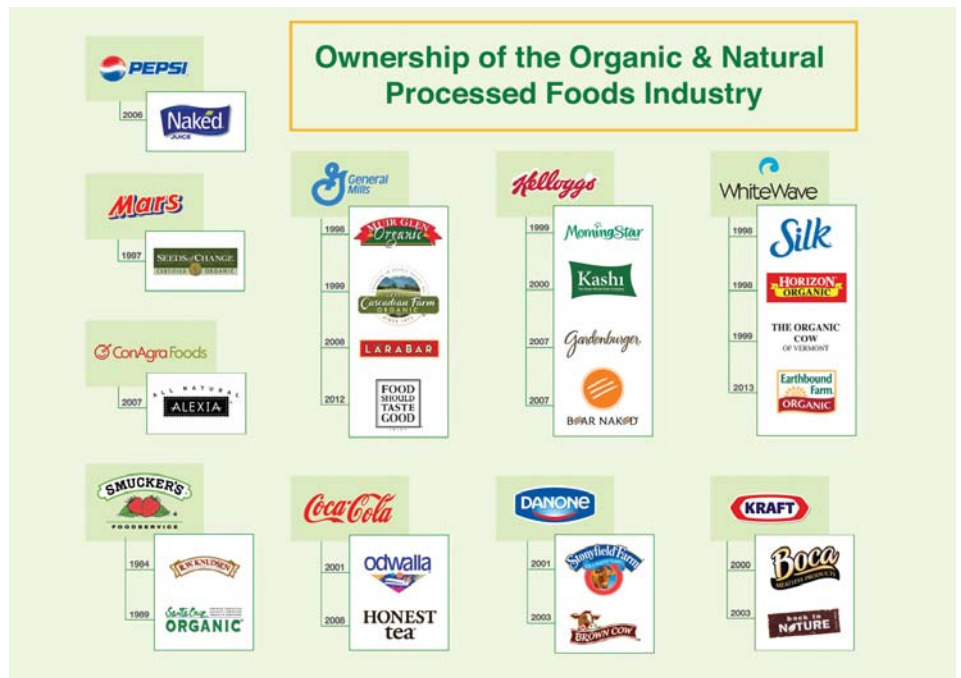 Ownership of the Organic & Natural
Processed Foods Industry
PEPSI
2006
Naked
JUICE
Mars
1997
SEEDS of CHANGE
CERTIFIED ORGANIC
ConAgra Foods
2007
ALL NATURAL
ALEXIA
General
Mills
1998
MUIR GLEN
Organic
1999
Cascadian Farm
ORGANIC
2008
LARABAR
2012
FOOD
SHOULD
TASTE
GOOD
Kelloggs
1999
MorningStar
2000
Kashi
2007
Gardenburger
2007
BEAR NAKED
WhiteWave
1998
Silk
1998
HORIZON
ORGANIC
1999
THE ORGANIC
COW
OF VERMONT
2013
Earthbound
Farm
ORGANIC
SMUCKER'S
FOODSERVICE
1984
R.W. KNUDSEN
1989
Santa Cruz
ORGANIC
Coca-Cola
2001
odwalla
2008
HONEST
tea
DANONE
2001
Stonyfield Farm
2003
BROWN COW
KRAFT
2000
Boca
MEATLESS PRODUCTS
2003
back to
NATURE